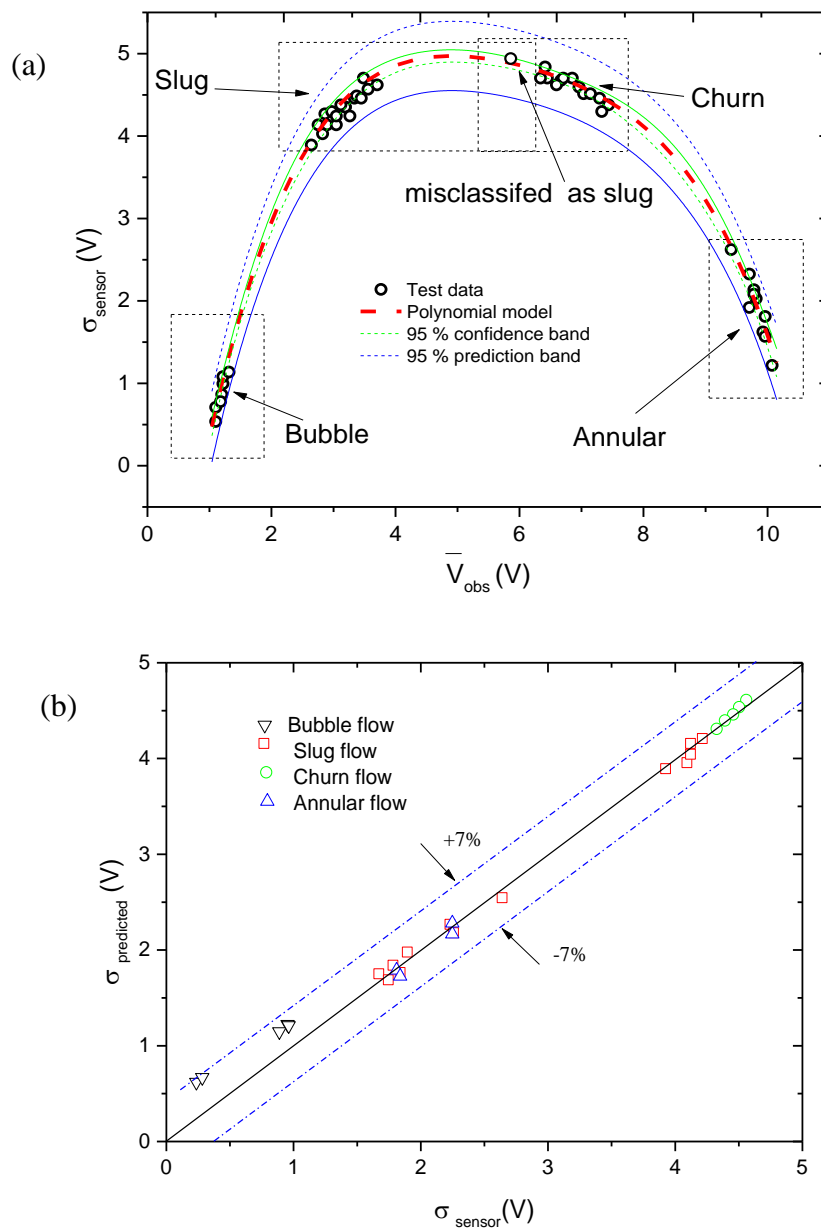 (a)
5
4
3
2
1
0
σsensor (V)
Slug
Churn
misclassifed as slug
Test data
Polynomial model
95 % confidence band
95 % prediction band
Bubble
Annular
0 2 4 6 8 10
V̅obs (V)
(b)
5
4
3
2
1
0
σpredicted (V)
Bubble flow
Slug flow
Churn flow
Annular flow
+7%
-7%
0 1 2 3 4 5
σ sensor (V)